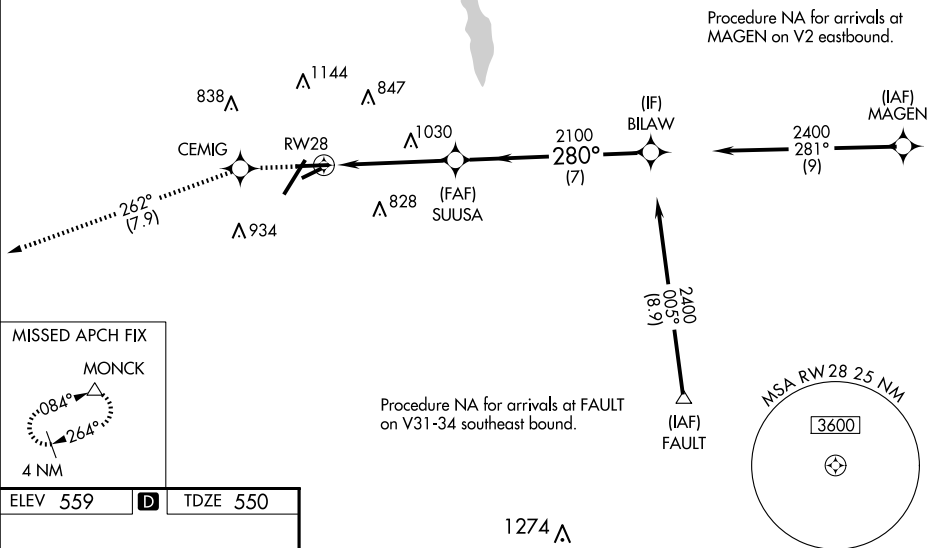 Procedure NA for arrivals at
MAGEN on V2 eastbound.
1144
838
847
(IF)
BILAW
(IAF)
MAGEN
CEMIG
RW28
1030
2100
280°
(7)
2400
281°
(9)
(FAF)
SUUSA
828
262°
(7.9)
934
2400
005°
(8.9)
MISSED APCH FIX
MONCK
084°
264°
4 NM
Procedure NA for arrivals at FAULT
on V31-34 southeast bound.
(IAF)
FAULT
MSA RW28 25 NM
3600
ELEV 559 D TDZE 550
1274